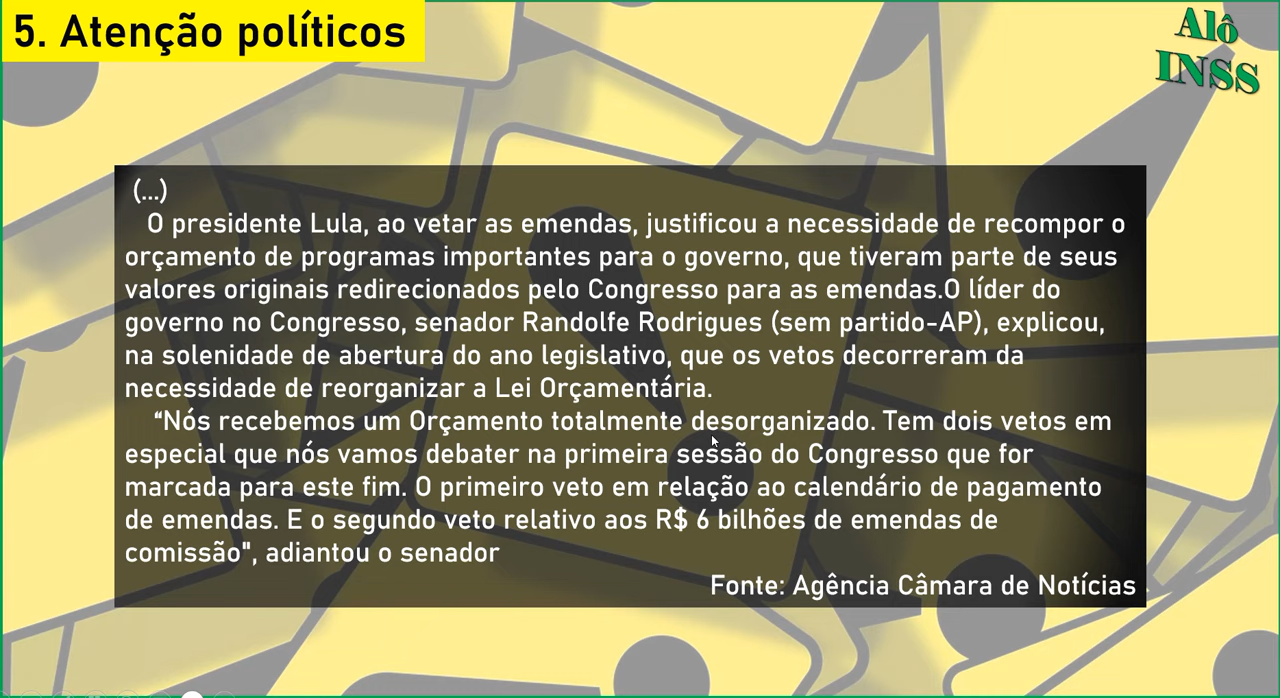 5. Atenção políticos
Alô
INSS
(...)
O presidente Lula, ao vetar as emendas, justificou a necessidade de recompor o
orçamento de programas importantes para o governo, que tiveram parte de seus
valores originais redirecionados pelo Congresso para as emendas.O líder do
governo no Congresso, senador Randolfe Rodrigues (sem partido-AP), explicou,
na solenidade de abertura do ano legislativo, que os vetos decorreram da
necessidade de reorganizar a Lei Orçamentária.
“Nós recebemos um Orçamento totalmente desorganizado. Tem dois vetos em
especial que nós vamos debater na primeira sessão do Congresso que for
marcada para este fim. O primeiro veto em relação ao calendário de pagamento
de emendas. E o segundo veto relativo aos R$ 6 bilhões de emendas de
comissão", adiantou o senador
Fonte: Agência Câmara de Notícias